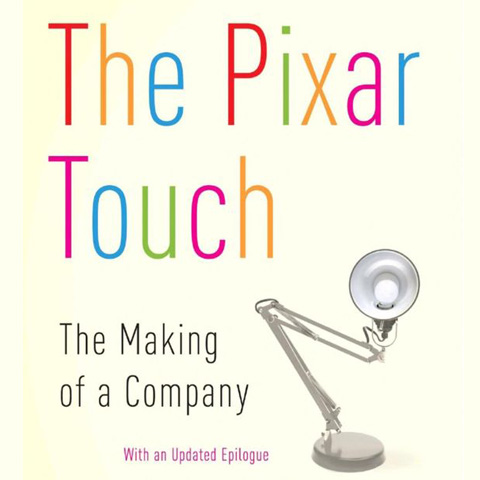 The Pixar
Touch
The Making
of a Company
With an Updated Epilogue